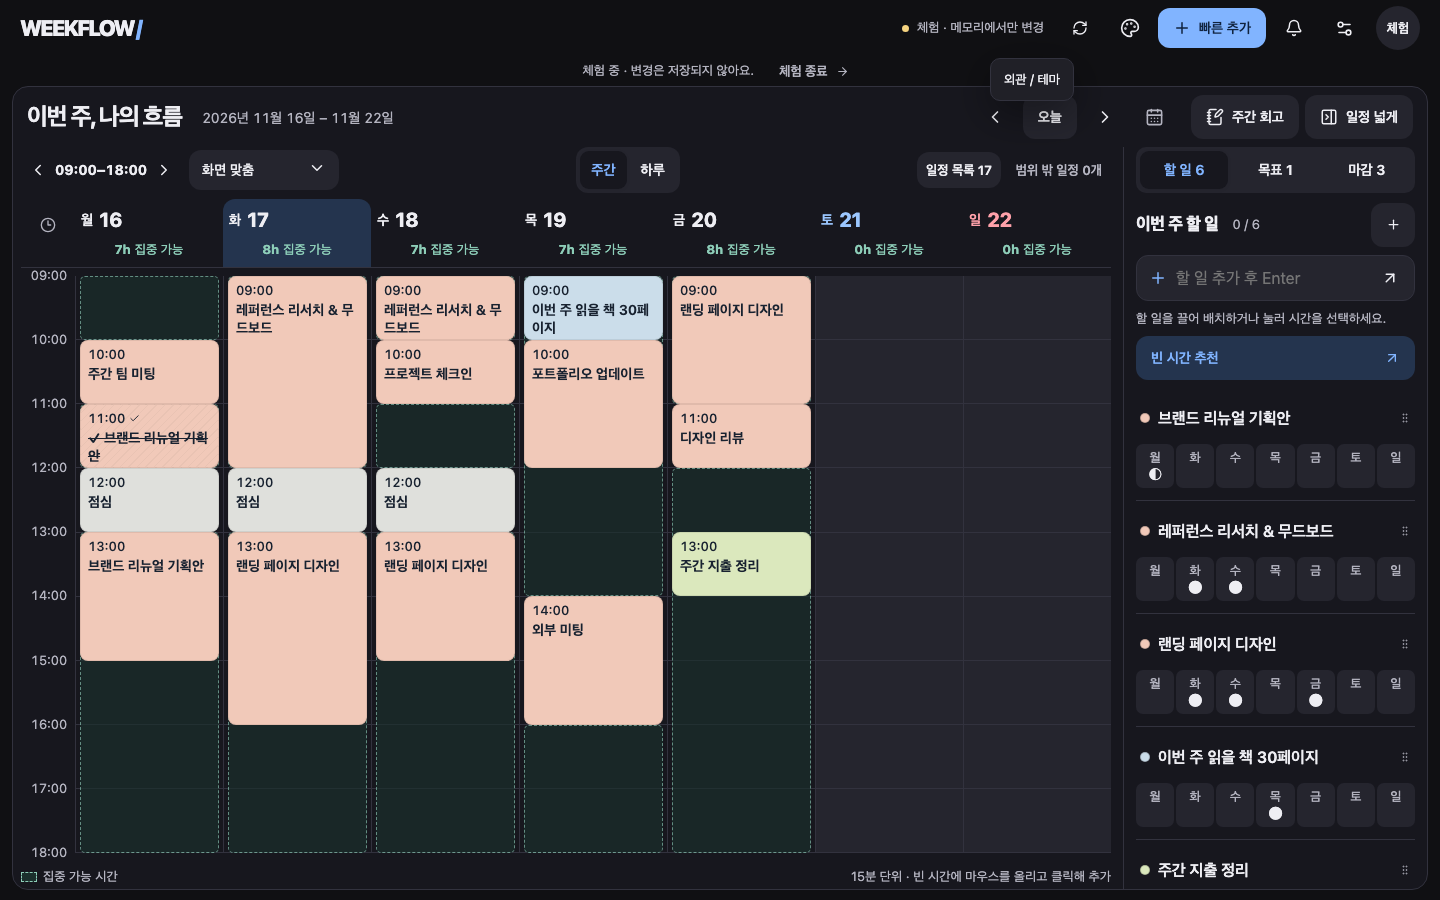 WEEKFLOW/
체험 · 메모리에서만 변경
빠른 추가
체험
체험 중 · 변경은 저장되지 않아요.
체험 종료 →
외관 / 테마
이번 주, 나의 흐름
2026년 11월 16일 – 11월 22일
오늘
주간 회고
일정 넓게
09:00–18:00
화면 맞춤
주간
하루
일정 목록 17
범위 밖 일정 0개
월 16
7h 집중 가능
화 17
8h 집중 가능
수 18
7h 집중 가능
목 19
7h 집중 가능
금 20
8h 집중 가능
토 21
0h 집중 가능
일 22
0h 집중 가능
09:00
10:00
11:00
12:00
13:00
14:00
15:00
16:00
17:00
18:00
10:00
주간 팀 미팅
11:00 ✓
✓ 브랜드 리뉴얼 기획
안
12:00
점심
13:00
브랜드 리뉴얼 기획안
09:00
레퍼런스 리서치 & 무
드보드
12:00
점심
13:00
랜딩 페이지 디자인
09:00
레퍼런스 리서치 & 무
드보드
10:00
프로젝트 체크인
12:00
점심
13:00
랜딩 페이지 디자인
09:00
이번 주 읽을 책 30페
이지
10:00
포트폴리오 업데이트
14:00
외부 미팅
09:00
랜딩 페이지 디자인
11:00
디자인 리뷰
13:00
주간 지출 정리
집중 가능 시간
15분 단위 · 빈 시간에 마우스를 올리고 클릭해 추가
할 일 6
목표 1
마감 3
이번 주 할 일
0 / 6
할 일 추가 후 Enter
할 일을 끌어 배치하거나 눌러 시간을 선택하세요.
빈 시간 추천
브랜드 리뉴얼 기획안
월 화 수 목 금 토 일
레퍼런스 리서치 & 무드보드
월 화 수 목 금 토 일
랜딩 페이지 디자인
월 화 수 목 금 토 일
이번 주 읽을 책 30페이지
월 화 수 목 금 토 일
주간 지출 정리